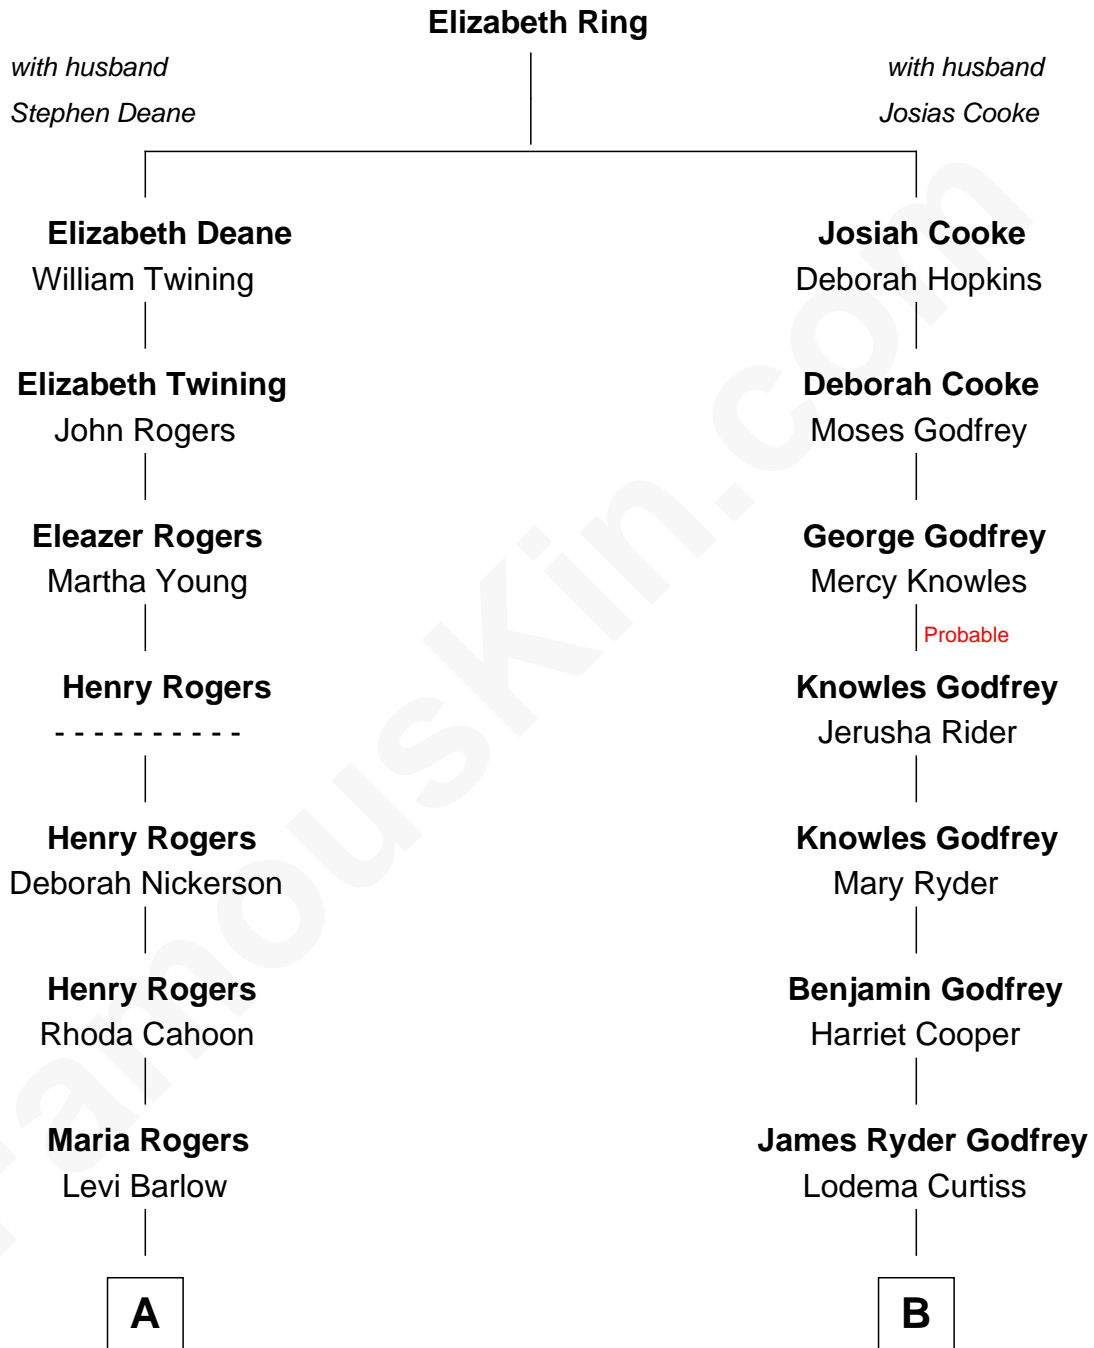 Elizabeth Ring
with husband
Stephen Deane
with husband
Josias Cooke
Elizabeth Deane
William Twining
Josiah Cooke
Deborah Hopkins
Elizabeth Twining
John Rogers
Deborah Cooke
Moses Godfrey
Eleazer Rogers
Martha Young
George Godfrey
Mercy Knowles
Probable
Henry Rogers
- - - - - - - - - -
Knowles Godfrey
Jerusha Rider
Henry Rogers
Deborah Nickerson
Knowles Godfrey
Mary Ryder
Henry Rogers
Rhoda Cahoon
Benjamin Godfrey
Harriet Cooper
Maria Rogers
Levi Barlow
James Ryder Godfrey
Lodema Curtiss
A
B
FamousKin.com